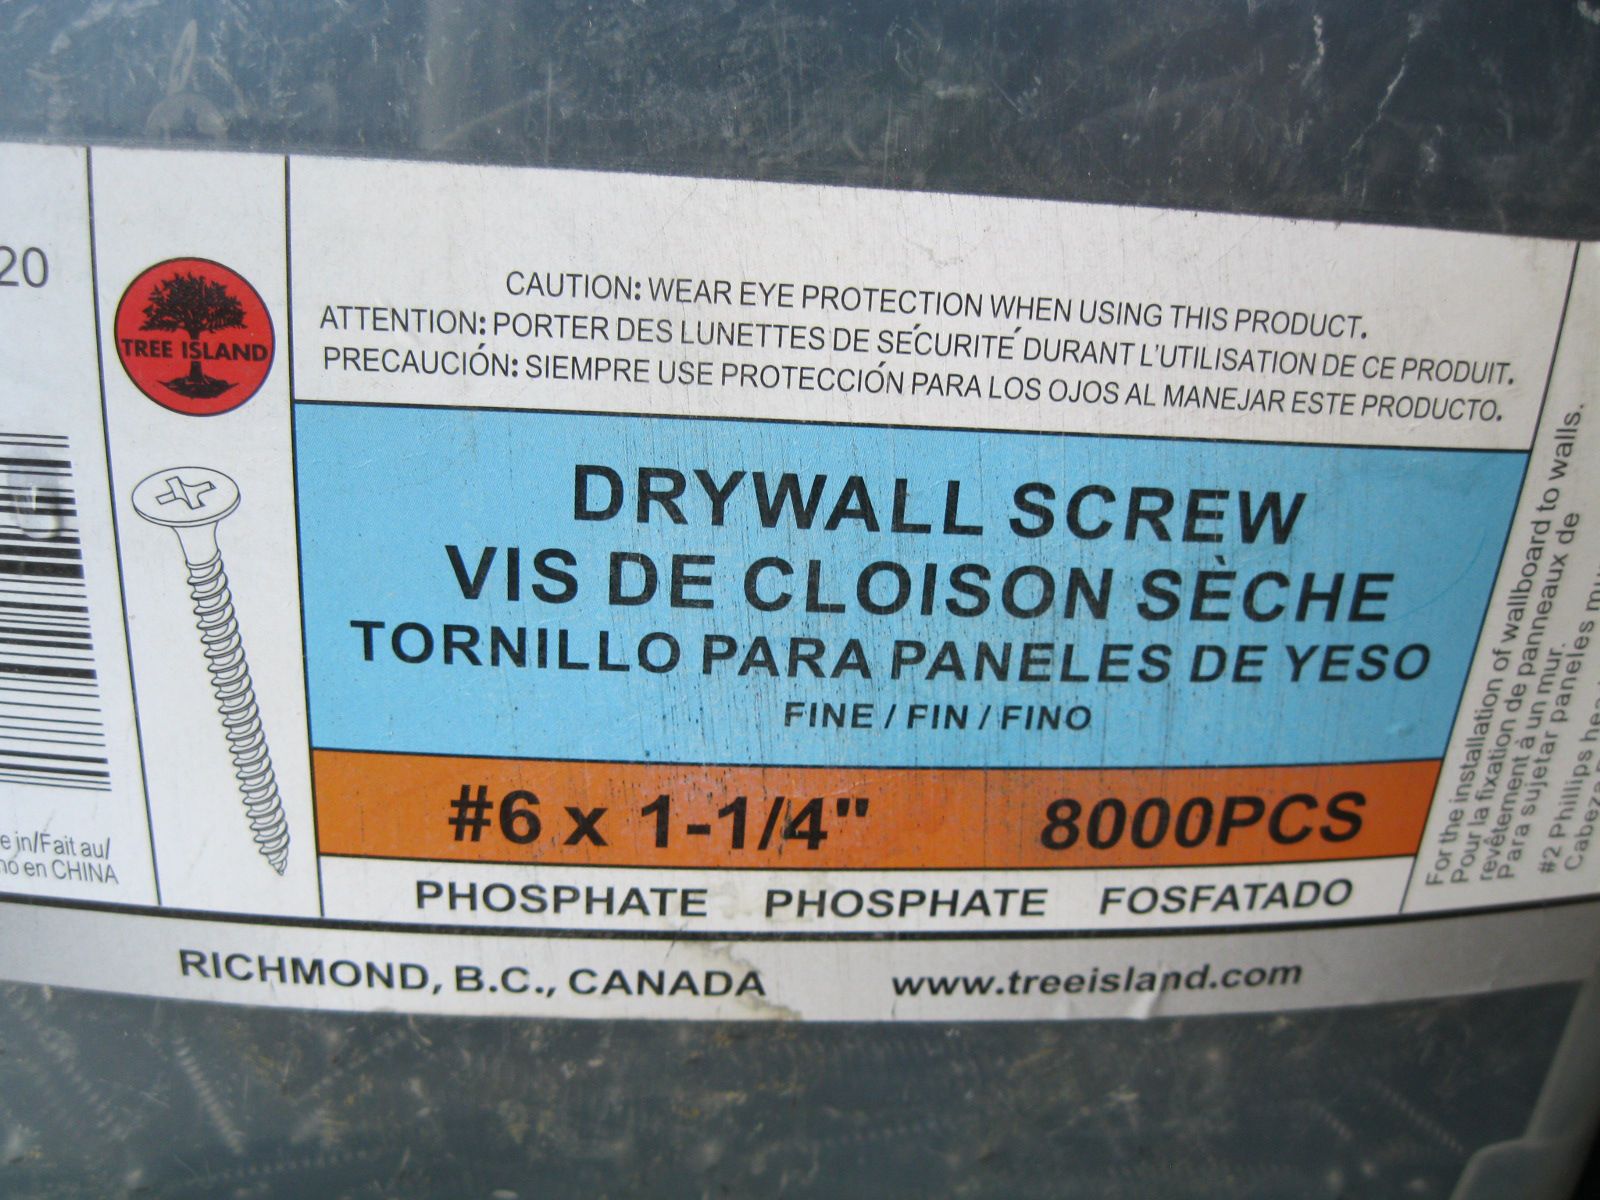 20
TREE ISLAND
in/Fait au/
en CHINA
CAUTION: WEAR EYE PROTECTION WHEN USING THIS PRODUCT.
ATTENTION: PORTER DES LUNETTES DE SÉCURITÉ DURANT L'UTILISATION DE CE PRODUIT.
PRECAUCIÓN: SIEMPRE USE PROTECCIÓN PARA LOS OJOS AL MANEJAR ESTE PRODUCTO.
DRYWALL SCREW
VIS DE CLOISON SÈCHE
TORNILLO PARA PANELES DE YESO
FINE / FIN / FINO
#6 x 1-1/4" 8000PCS
PHOSPHATE PHOSPHATE FOSFATADO
RICHMOND, B.C., CANADA www.treeisland.com
For the installation of wallboard to walls.
Pour la fixation de panneaux de
revêtement à un mur.
Para sujetar paneles
#2 Phillips
Cabeza